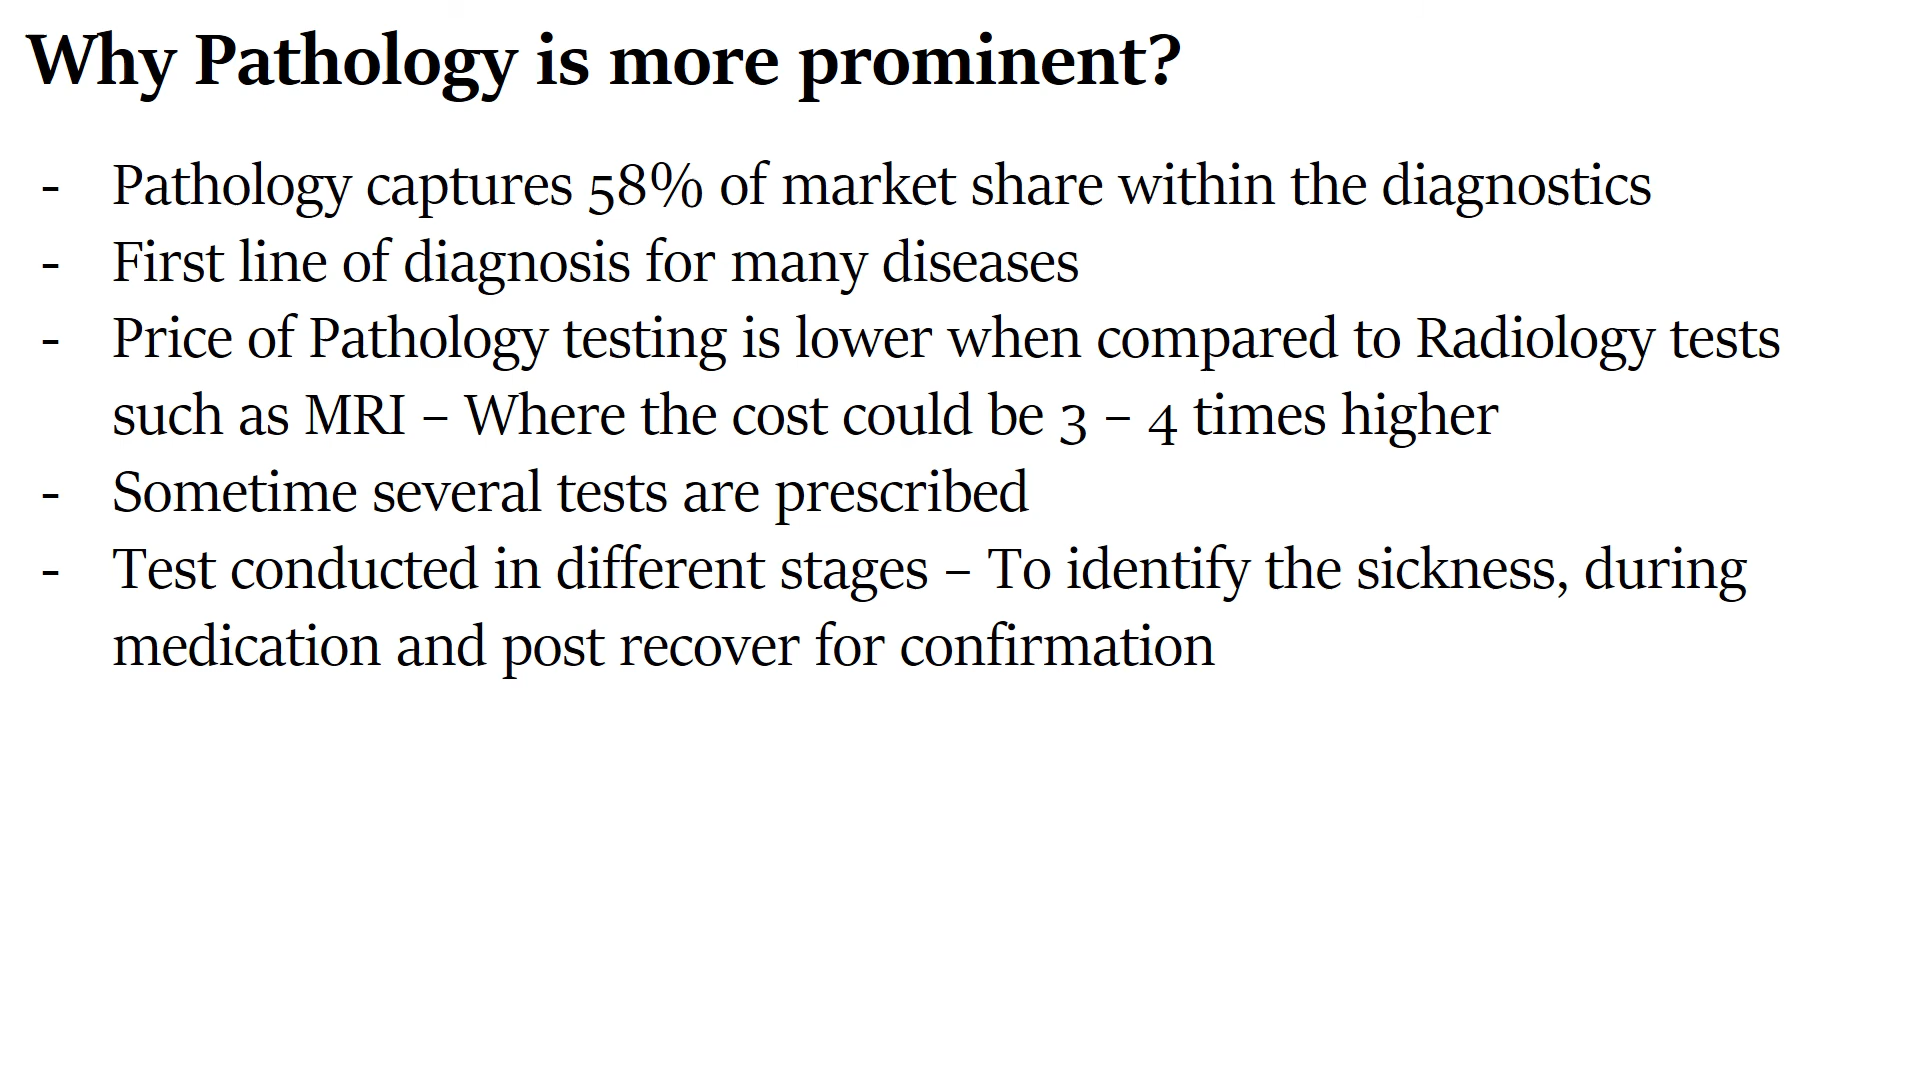 Why Pathology is more prominent?
- Pathology captures 58% of market share within the diagnostics
- First line of diagnosis for many diseases
- Price of Pathology testing is lower when compared to Radiology tests
such as MRI – Where the cost could be 3 – 4 times higher
- Sometime several tests are prescribed
- Test conducted in different stages – To identify the sickness, during
medication and post recover for confirmation